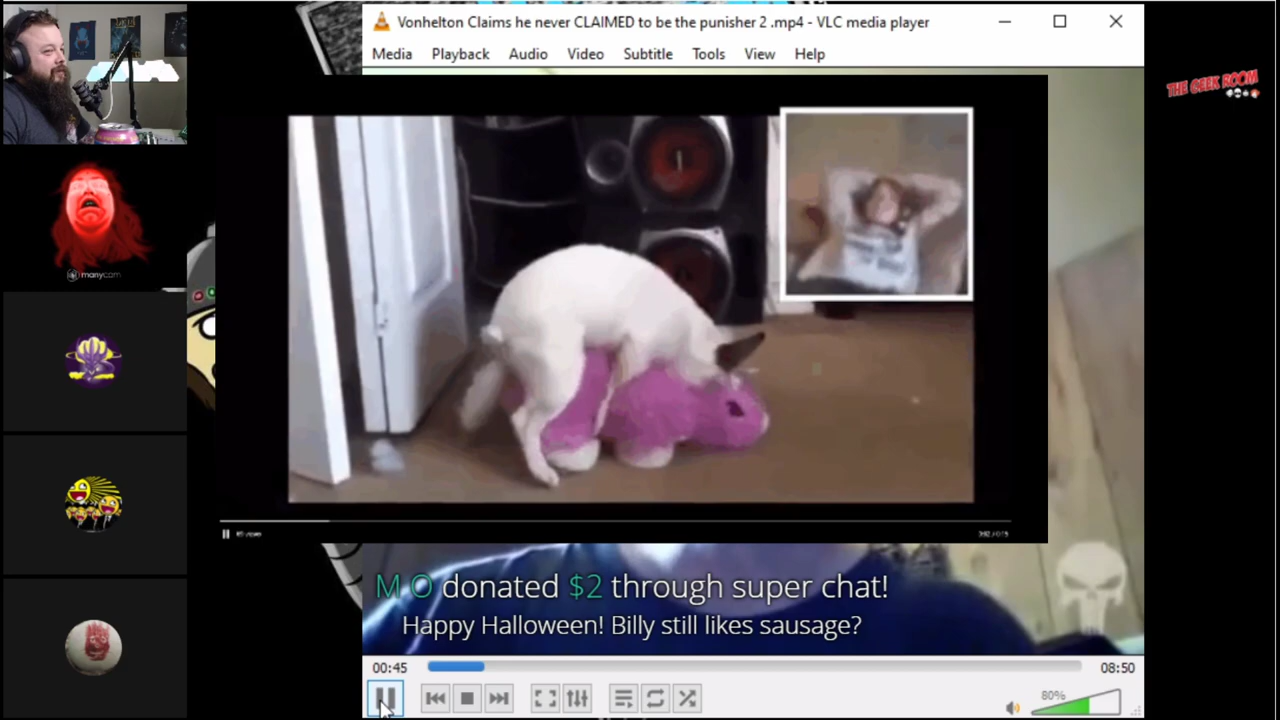 Vonhelton Claims he never CLAIMED to be the punisher 2 .mp4 - VLC media player
Media Playback Audio Video Subtitle Tools View Help
THE GEEK ROOM
manycam
M O donated $2 through super chat!
Happy Halloween! Billy still likes sausage?
00:45
08:50
80%